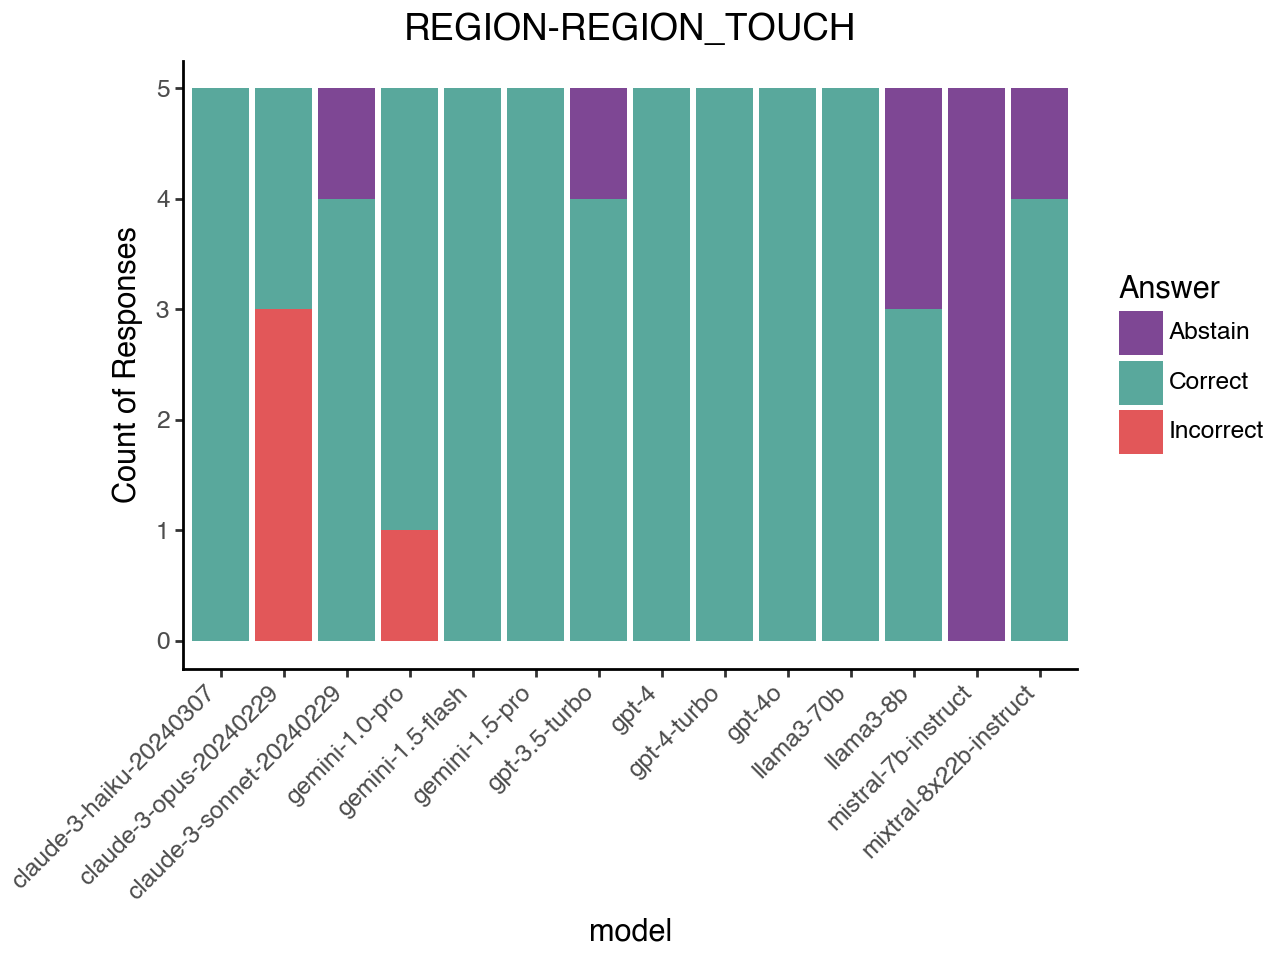 REGION-REGION_TOUCH
Count of Responses
5
4
3
2
1
0
claude-3-haiku-20240307
claude-3-opus-20240229
claude-3-sonnet-20240229
gemini-1.0-pro
gemini-1.5-flash
gemini-1.5-pro
gpt-3.5-turbo
gpt-4
gpt-4-turbo
gpt-4o
llama3-70b
llama3-8b
mistral-7b-instruct
mixtral-8x22b-instruct
model
Answer
Abstain
Correct
Incorrect